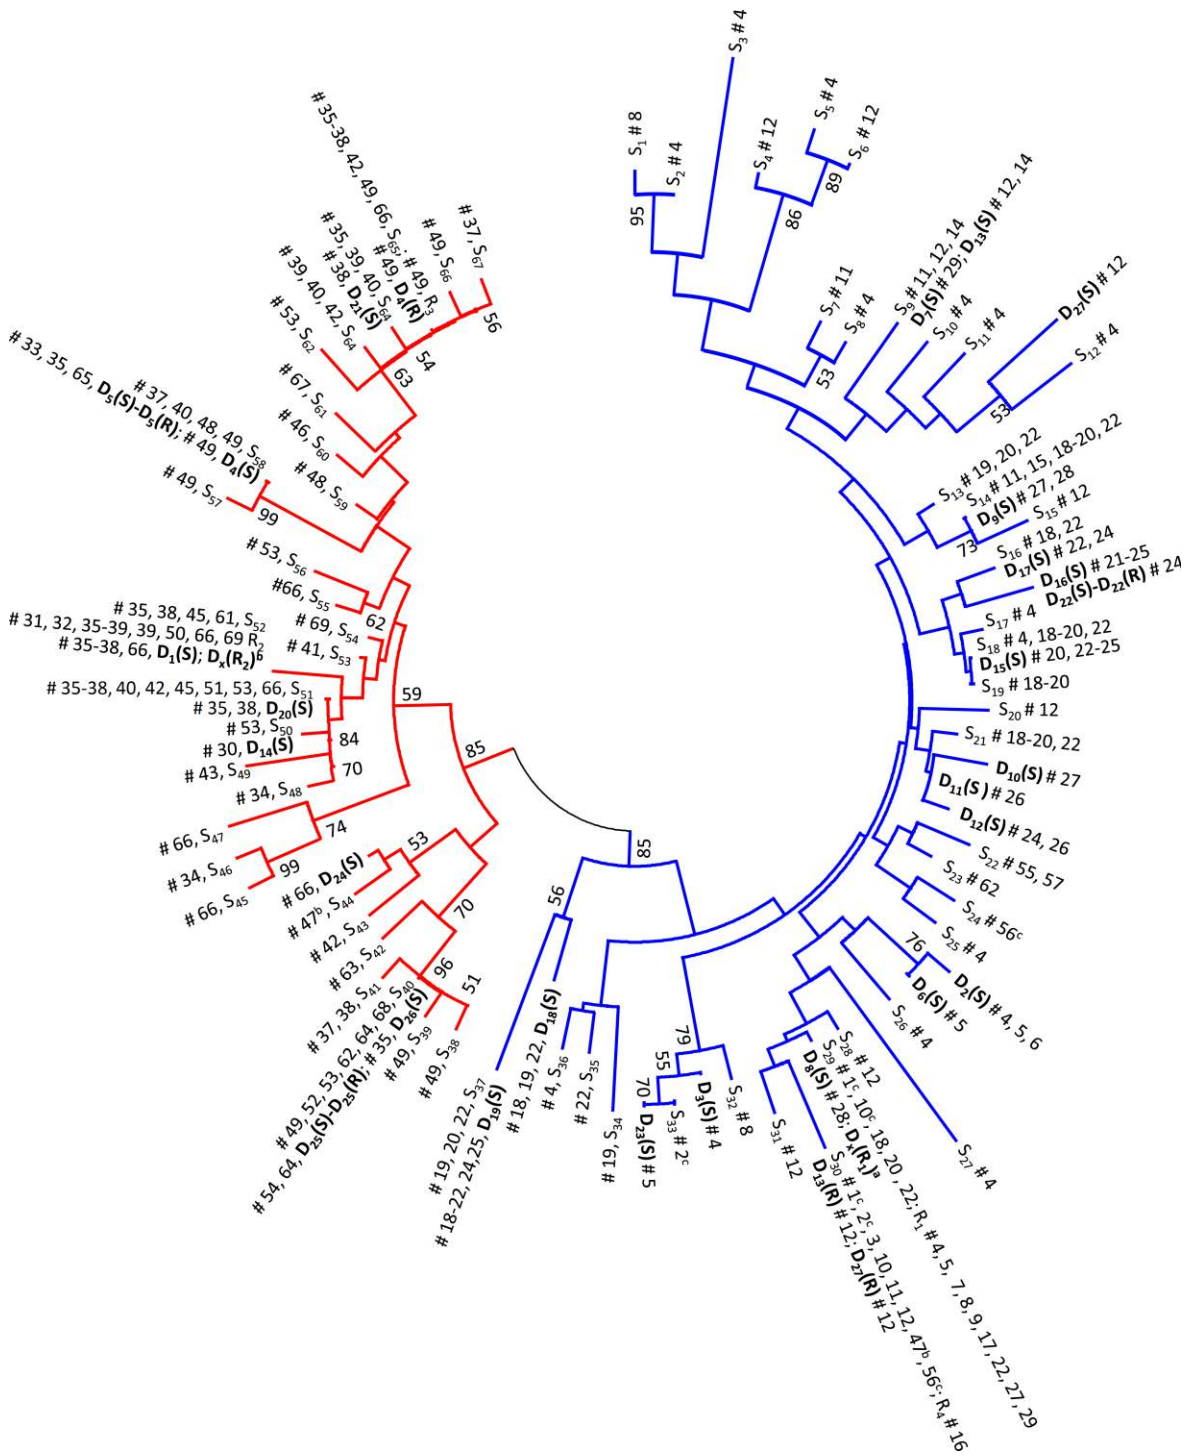 S3 # 4
S5 # 4
S6 # 12
S4 # 12
S1 # 8
S2 # 4
95
86
89
S7 # 11
S8 # 4
53
S9 # 11, 12, 14
D7(S) # 29; D13(S) # 12, 14
S10 # 4
S11 # 4
D27(S) # 12
S12 # 4
53
S13 # 19, 20, 22
S14 # 11, 15, 18-20, 22
D9(S) # 27, 28
S15 # 12
73
S16 # 18, 22
D17(S) # 22, 24
D16(S) # 21-25
D22(S)-D22(R) # 24
S17 # 4
S18 # 4, 18-20, 22
D15(S) # 20, 22-25
S19 # 18-20
S20 # 12
S21 # 18-20, 22
D10(S) # 27
D11(S ) # 26
D12(S) # 24, 26
S22 # 55, 57
S23 # 62
S24 # 56c
S25 # 4
76
D2(S) # 4, 5, 6
D6(S) # 5
S26 # 4
S27 # 4
S28 # 12
S29 # 1c, 10c, 18, 20, 22; R1 # 4, 5, 7, 8, 9, 17, 22, 27, 29
D8(S) # 28; Dx(R1)a
S30 # 1c, 2c, 3, 10, 11, 12, 47b, 56c; R4 # 16
D13(R) # 12; D27(R) # 12
S31 # 12
79
55
70
S32 # 8
D3(S) # 4
S33 # 2c
D23(S) # 5
# 19, S34
# 22, S35
# 4, S36
# 18, 19, 22, D18(S)
# 19, 20, 22, S37
# 18-22, 24,25, D19(S)
56
85
85
59
# 49, S38
# 49, S39
51
96
70
# 49, 52, 53, 62, 64, 68, S40
# 54, 64, D25(S)-D25(R); # 35, D26(S)
# 37, 38, S41
# 63, S42
# 42, S43
# 47b, S44
# 66, D24(S)
53
# 66, S45
# 34, S46
99
# 66, S47
74
# 34, S48
# 43, S49
70
84
# 30, D14(S)
# 53, S50
# 35, 38, D20(S)
# 35-38, 40, 42, 45, 51, 53, 66, S51
# 35-38, 66, D1(S); Dx(R2)b
# 31, 32, 35-39, 39, 50, 66, 69 R2
# 35, 38, 45, 61, S52
# 41, S53
# 69, S54
62
#66, S55
# 53, S56
# 49, S57
99
# 33, 35, 65, D5(S)-D5(R); # 49, D4(S)
# 37, 40, 48, 49, S58
# 48, S59
# 46, S60
# 67, S61
# 53, S62
# 39, 40, 42, S64
# 38, D21(S)
# 35, 39, 40, S64
# 49, D4(R)
# 35-38, 42, 49, 66, S65; # 49, R3
# 49, S66
# 37, S67
63
54
56